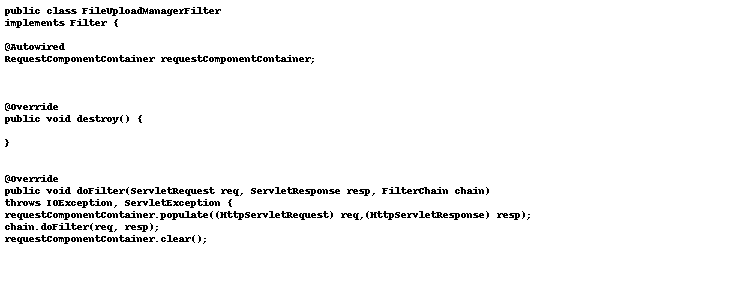 public class FileUploadManagerFilter
implements Filter {
@Autowired
RequestComponentContainer requestComponentContainer;
@Override
public void destroy() {
}
@Override
public void doFilter(ServletRequest req, ServletResponse resp, FilterChain chain)
throws IOException, ServletException {
requestComponentContainer.populate((HttpServletRequest) req,(HttpServletResponse) resp);
chain.doFilter(req, resp);
requestComponentContainer.clear();